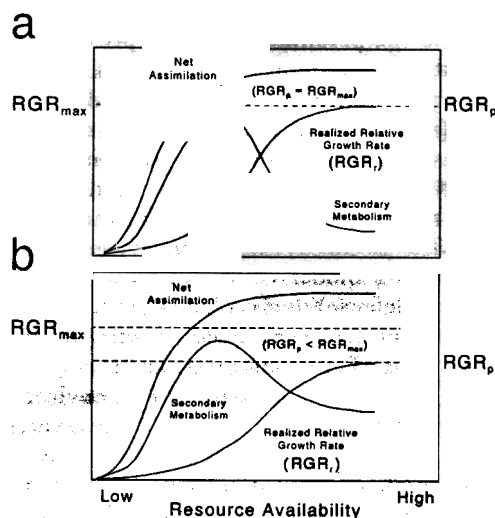 a
Net
Assimilation
RGRmax
(RGRp = RGRmax)
RGRp
Realized Relative
Growth Rate
(RGRr)
Secondary
Metabolism
b
Net
Assimilation
RGRmax
(RGRp < RGRmax)
RGRp
Secondary
Metabolism
Realized Relative
Growth Rate
(RGRr)
Low
High
Resource Availability